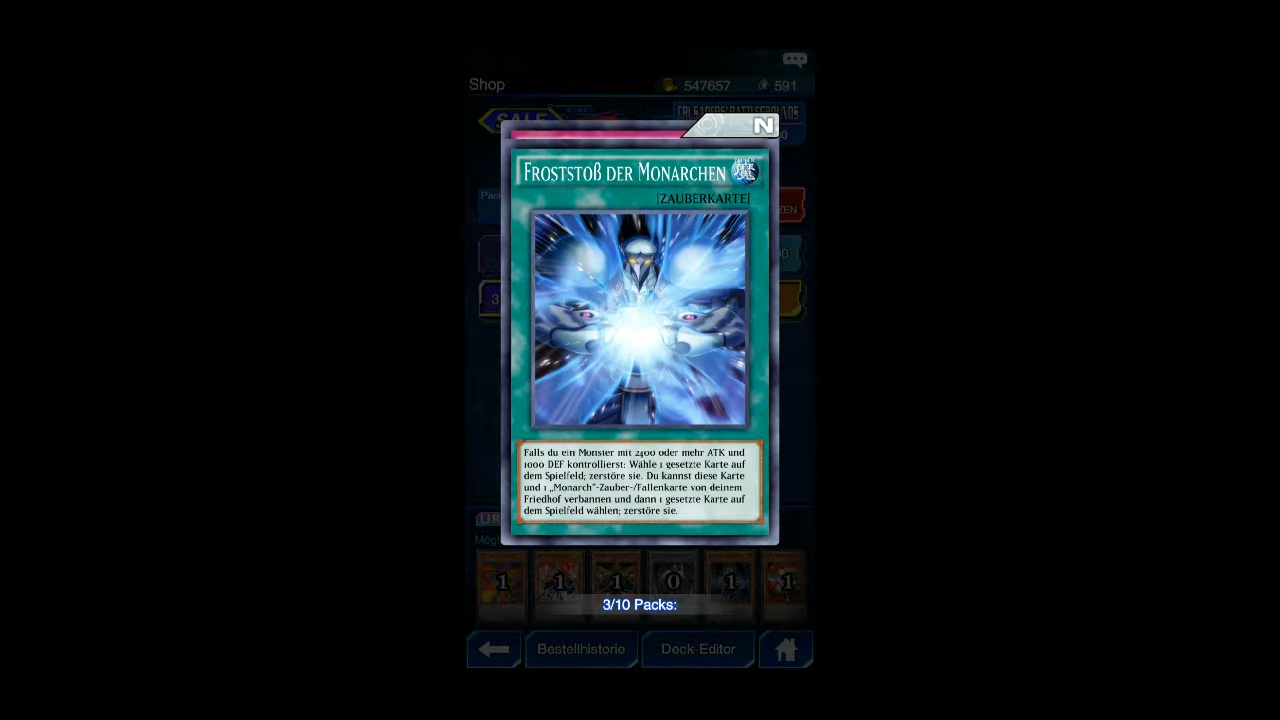 Shop
547657
591
SALE
N
FROSTSTOß DER MONARCHEN
[ZAUBERKARTE]
Falls du ein Monster mit 2400 oder mehr ATK und
1000 DEF kontrollierst: Wähle 1 gesetzte Karte auf
dem Spielfeld; zerstöre sie. Du kannst diese Karte
und 1 „Monarch"-Zauber-/Fallenkarte von deinem
Friedhof verbannen und dann 1 gesetzte Karte auf
dem Spielfeld wählen; zerstöre sie.
1
1
1
0
1
1
3/10 Packs:
Bestellhistorie
Deck-Editor